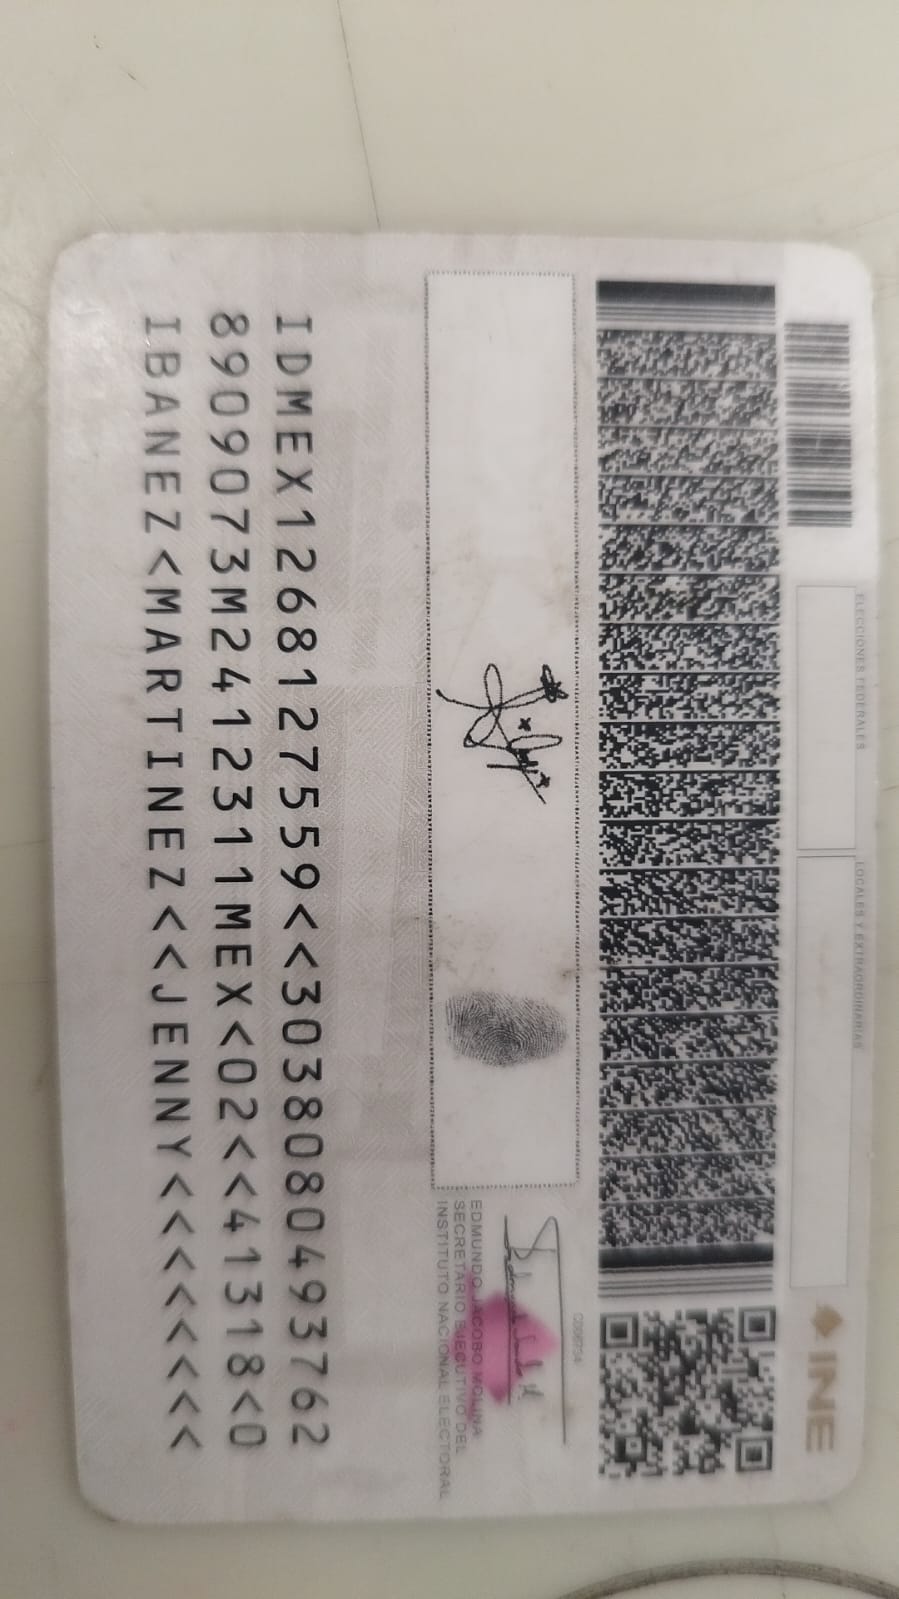 ELECCIONES FEDERALES
LOCALES Y EXTRAORDINARIAS
INE
EDMUNDO JACOBO MOLINA
SECRETARIO EJECUTIVO DEL
INSTITUTO NACIONAL ELECTORAL
IDMEX1268127559<<3038080493762
8909073M2412311MEX<02<<41318<0
IBANEZ<MARTINEZ<<JENNY<<<<<<<<